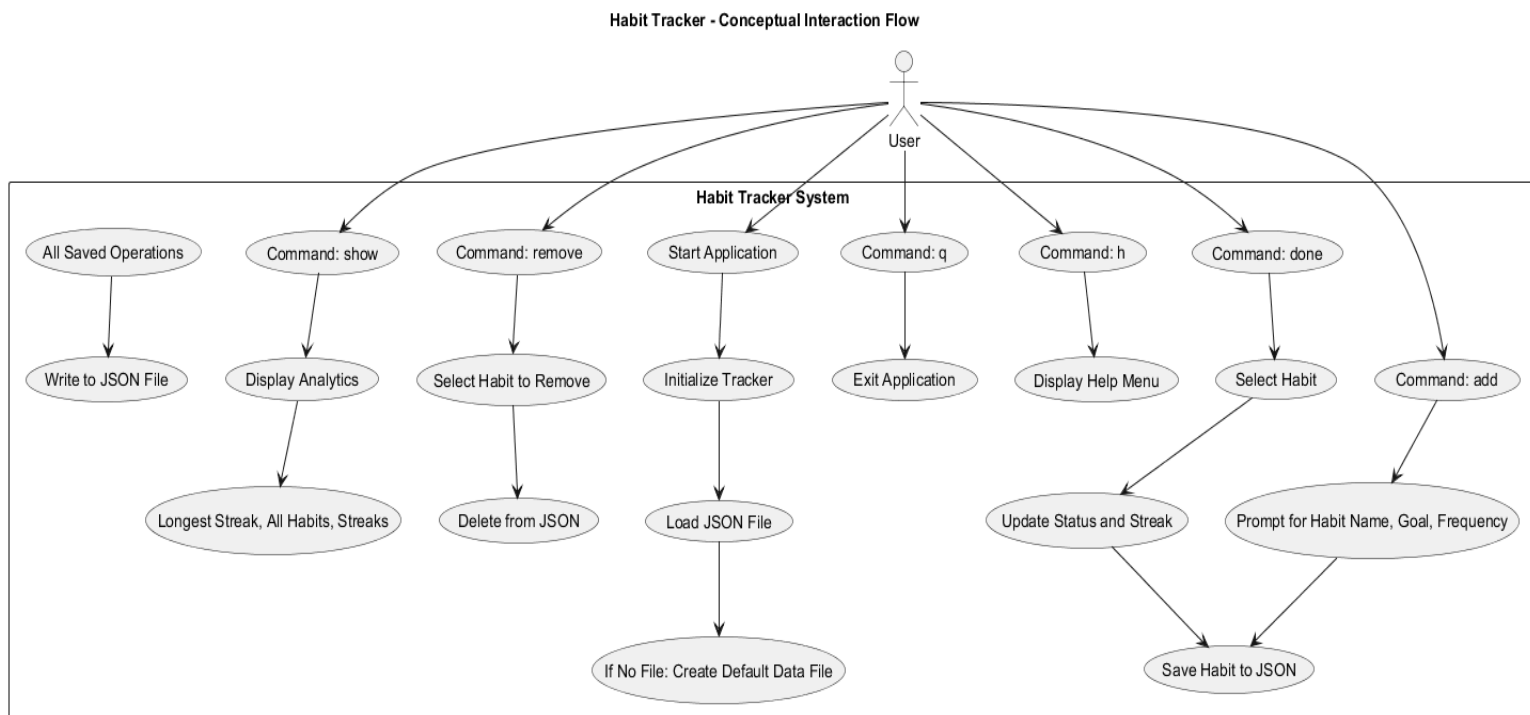 Habit Tracker - Conceptual Interaction Flow
User
Habit Tracker System
All Saved Operations
Command: show
Command: remove
Start Application
Command: q
Command: h
Command: done
Write to JSON File
Display Analytics
Select Habit to Remove
Initialize Tracker
Exit Application
Display Help Menu
Select Habit
Command: add
Longest Streak, All Habits, Streaks
Delete from JSON
Load JSON File
Update Status and Streak
Prompt for Habit Name, Goal, Frequency
If No File: Create Default Data File
Save Habit to JSON